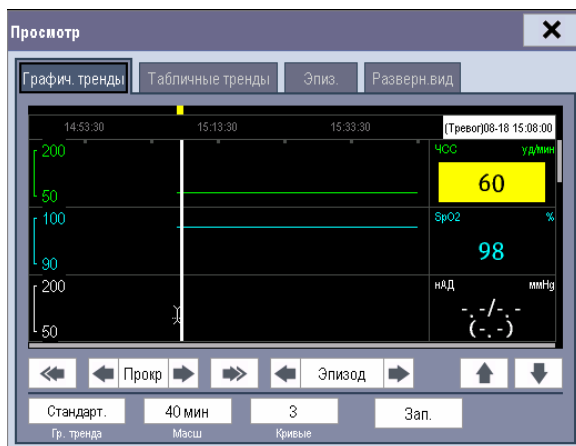 Просмотр
Графич. тренды Табличные тренды Эпиз. Разверн.вид
14:53:30 15:13:30 15:33:30 (Тревог)08-18 15:08:00
200 ЧСС уд/мин
50 60
100 SpO2 %
90 98
200 нАД mmHg
-.-/-.-
50 (-.-)
Прокр Эпизод
Стандарт. 40 мин 3 Зап.
Гр. тренда Масш Кривые